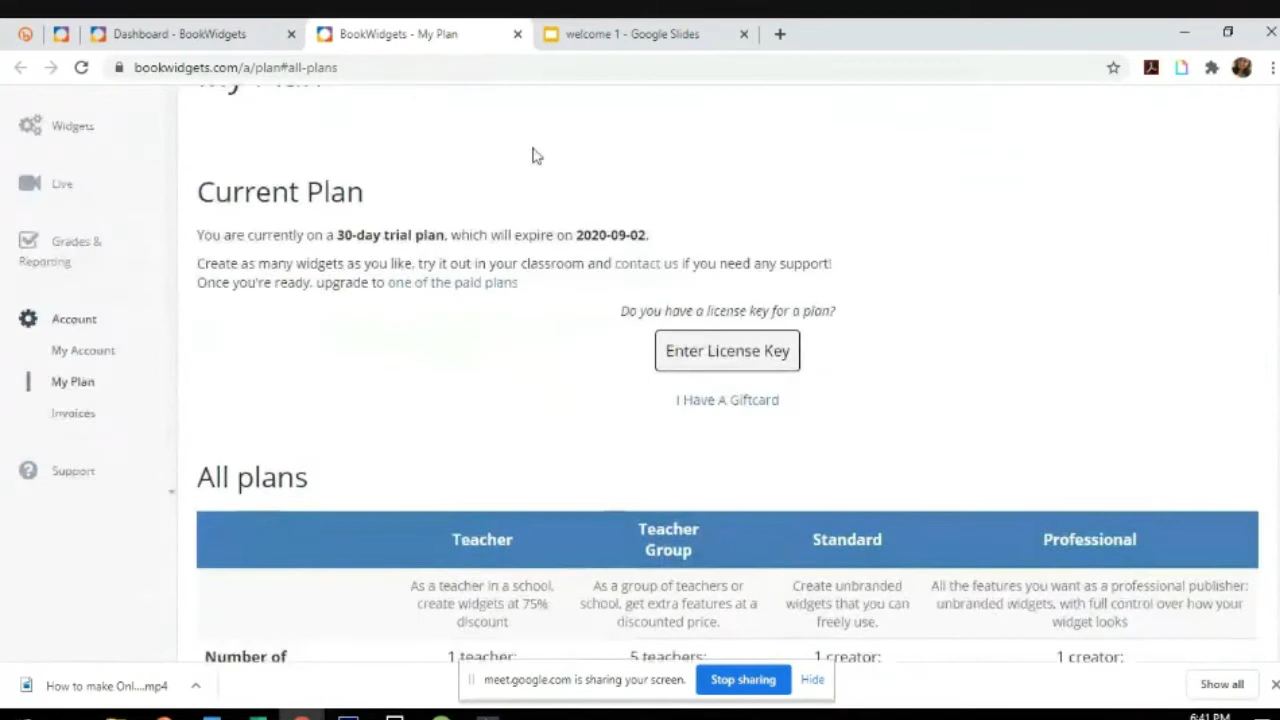 Dashboard - BookWidgets
BookWidgets - My Plan
welcome 1 - Google Slides
bookwidgets.com/a/plan#all-plans
My Plan
Widgets
Live
Grades &
Reporting
Account
My Account
My Plan
Invoices
Support
Current Plan
You are currently on a 30-day trial plan, which will expire on 2020-09-02.
Create as many widgets as you like, try it out in your classroom and contact us if you need any support!
Once you're ready, upgrade to one of the paid plans
Do you have a license key for a plan?
Enter License Key
I Have A Giftcard
All plans
Teacher
Teacher
Group
Standard
Professional
As a teacher in a school,
create widgets at 75%
discount
As a group of teachers or
school, get extra features at a
discounted price.
Create unbranded
widgets that you can
freely use.
All the features you want as a professional publisher:
unbranded widgets, with full control over how your
widget looks
Number of
1 teacher:
5 teachers:
1 creator:
1 creator:
meet.google.com is sharing your screen.
Stop sharing
Hide
How to make Onl....mp4
Show all
6:41 PM